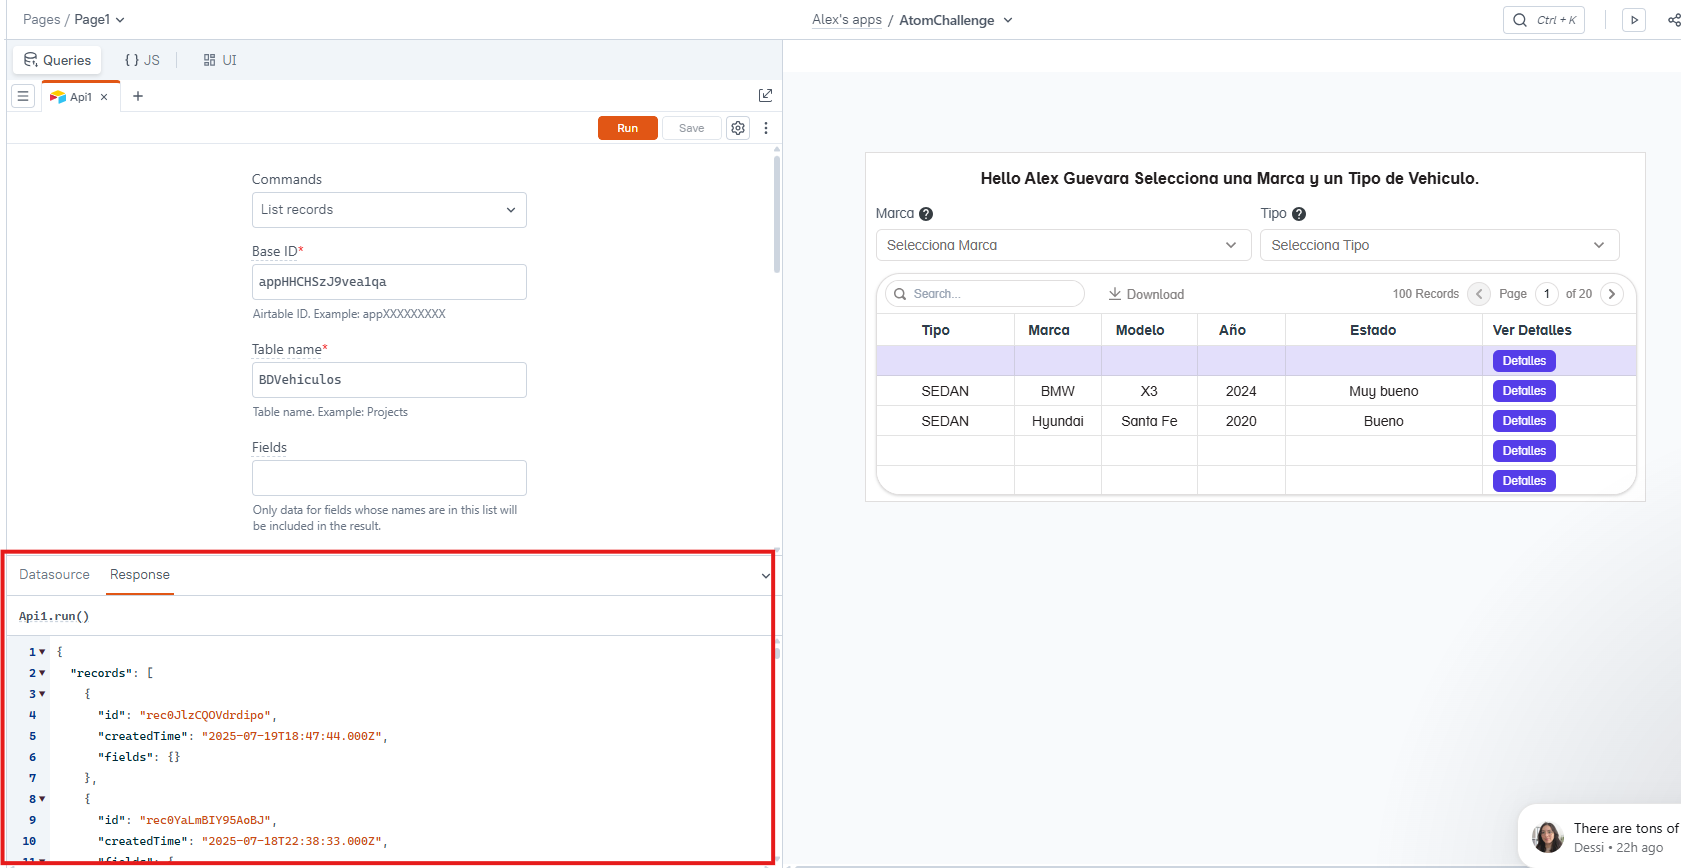 Pages / Page1
Alex's apps / AtomChallenge
Ctrl + K
Queries
{ } JS
UI
Api1
Run
Save
Commands
List records
Base ID*
appHHCHSzJ9vea1qa
Airtable ID. Example: appXXXXXXXXX
Table name*
BDVehiculos
Table name. Example: Projects
Fields
Only data for fields whose names are in this list will
be included in the result.
Datasource Response
Api1.run()
1 {
2 "records": [
3 {
4 "id": "rec0JlzCQOVdrdipo",
5 "createdTime": "2025-07-19T18:47:44.000Z",
6 "fields": {}
7 },
8 {
9 "id": "rec0YaLmBIY95AoBJ",
10 "createdTime": "2025-07-18T22:38:33.000Z",
11 "fields": {
Hello Alex Guevara Selecciona una Marca y un Tipo de Vehiculo.
Marca ? Tipo ?
Selecciona Marca Selecciona Tipo
Search... Download 100 Records Page 1 of 20
Tipo Marca Modelo Año Estado Ver Detalles
Detalles
SEDAN BMW X3 2024 Muy bueno Detalles
SEDAN Hyundai Santa Fe 2020 Bueno Detalles
Detalles
Detalles
There are tons of
Dessi • 22h ago